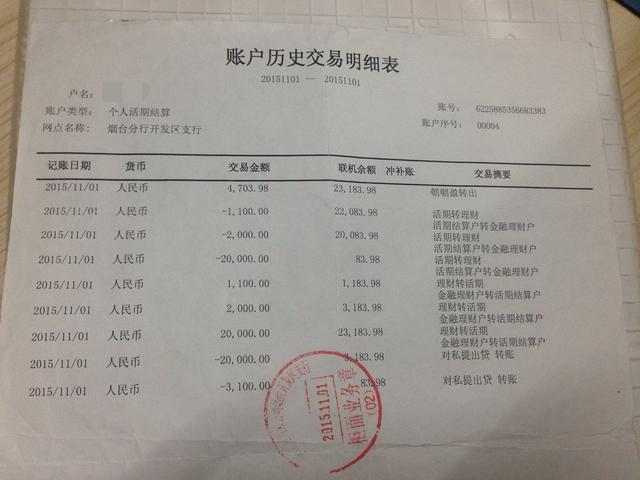 账户历史交易明细表
20151101 — 20151101
户名:
账户类型: 个人活期结算 账号: 6225885356683383
网点名称: 烟台分行开发区支行 账户序号: 00004
记账日期 货币 交易金额 联机余额 冲补账 交易摘要
2015/11/01 人民币 4,703.98 23,183.98 朝朝盈转出
2015/11/01 人民币 -1,100.00 22,083.98 活期转理财
活期结算户转金融理财户
2015/11/01 人民币 -2,000.00 20,083.98 活期转理财
活期结算户转金融理财户
2015/11/01 人民币 -20,000.00 83.98 活期转理财
活期结算户转金融理财户
2015/11/01 人民币 1,100.00 1,183.98 理财转活期
金融理财户转活期结算户
2015/11/01 人民币 2,000.00 3,183.98 理财转活期
金融理财户转活期结算户
2015/11/01 人民币 20,000.00 23,183.98 理财转活期
金融理财户转活期结算户
2015/11/01 人民币 -20,000.00 3,183.98 对私提出贷 转账
2015/11/01 人民币 -3,100.00 83.98 对私提出贷 转账
2015.11.01
柜面业务章
(02)